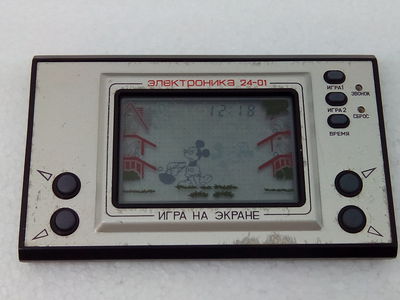 электроника 24-01
12:18
ИГРА 1
ЗВОНОК
ИГРА 2
СБРОС
ВРЕМЯ
ИГРА НА ЭКРАНЕ